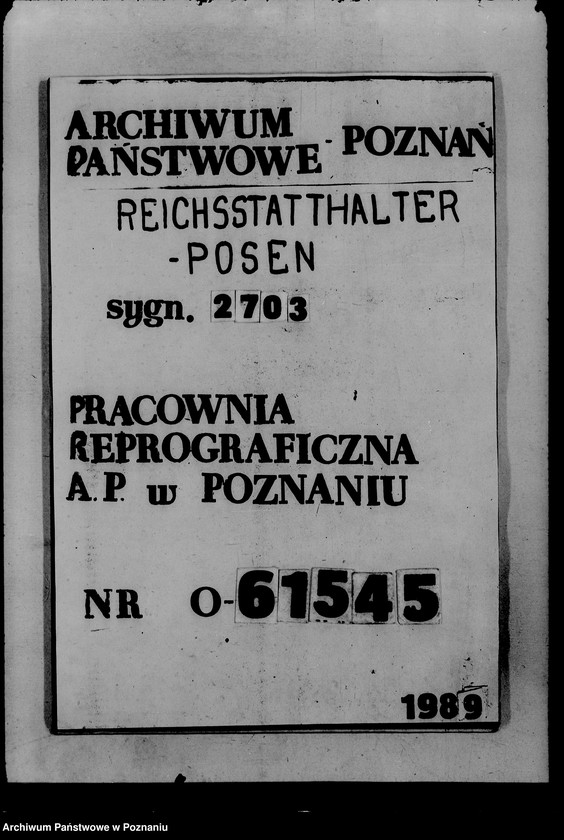 ARCHIWUM
PAŃSTWOWE - POZNAŃ
REICHSSTATTHALTER
-POSEN
sygn. 2703
PRACOWNIA
REPROGRAFICZNA
A.P. w POZNANIU
NR O-61545
1989
Archiwum Państwowe w Poznaniu